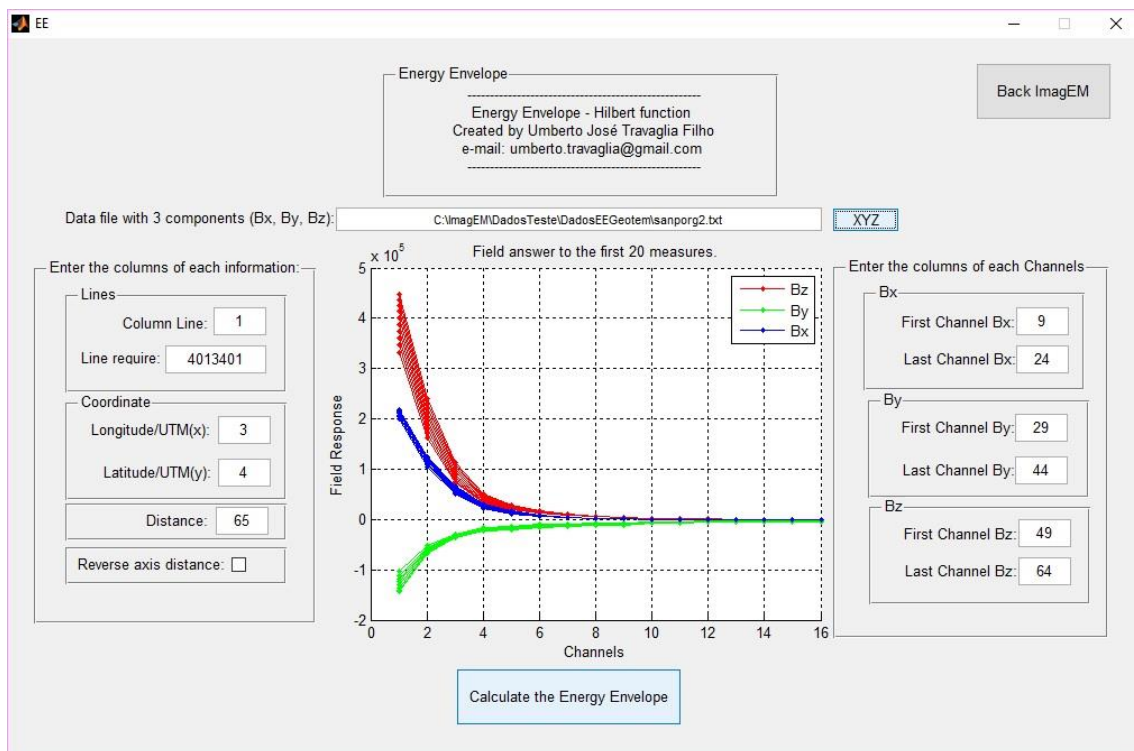 EE
Energy Envelope
--------------------------------------------------
Energy Envelope - Hilbert function
Created by Umberto José Travaglia Filho
e-mail: umberto.travaglia@gmail.com
--------------------------------------------------
Back ImagEM
Data file with 3 components (Bx, By, Bz):
C:\ImagEM\DadosTeste\DadosEEGeotem\sanporg2.txt
XYZ
Enter the columns of each information:
Lines
Column Line: 1
Line require: 4013401
Coordinate
Longitude/UTM(x): 3
Latitude/UTM(y): 4
Distance: 65
Reverse axis distance:
x 10^5
Field answer to the first 20 measures.
Bz
By
Bx
Field Response
5
4
3
2
1
0
-1
-2
0 2 4 6 8 10 12 14 16
Channels
Enter the columns of each Channels
Bx
First Channel Bx: 9
Last Channel Bx: 24
By
First Channel By: 29
Last Channel By: 44
Bz
First Channel Bz: 49
Last Channel Bz: 64
Calculate the Energy Envelope